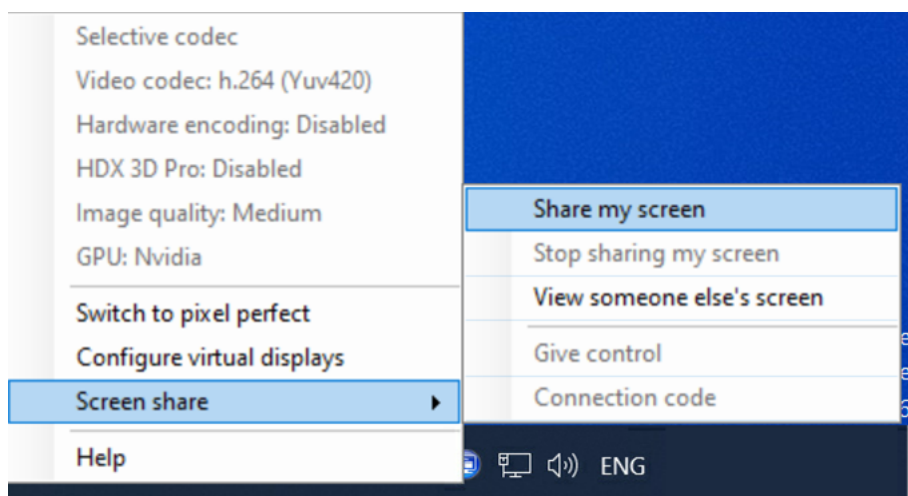 Selective codec
Video codec: h.264 (Yuv420)
Hardware encoding: Disabled
HDX 3D Pro: Disabled
Image quality: Medium
GPU: Nvidia
Switch to pixel perfect
Configure virtual displays
Screen share
Help
Share my screen
Stop sharing my screen
View someone else's screen
Give control
Connection code
ENG